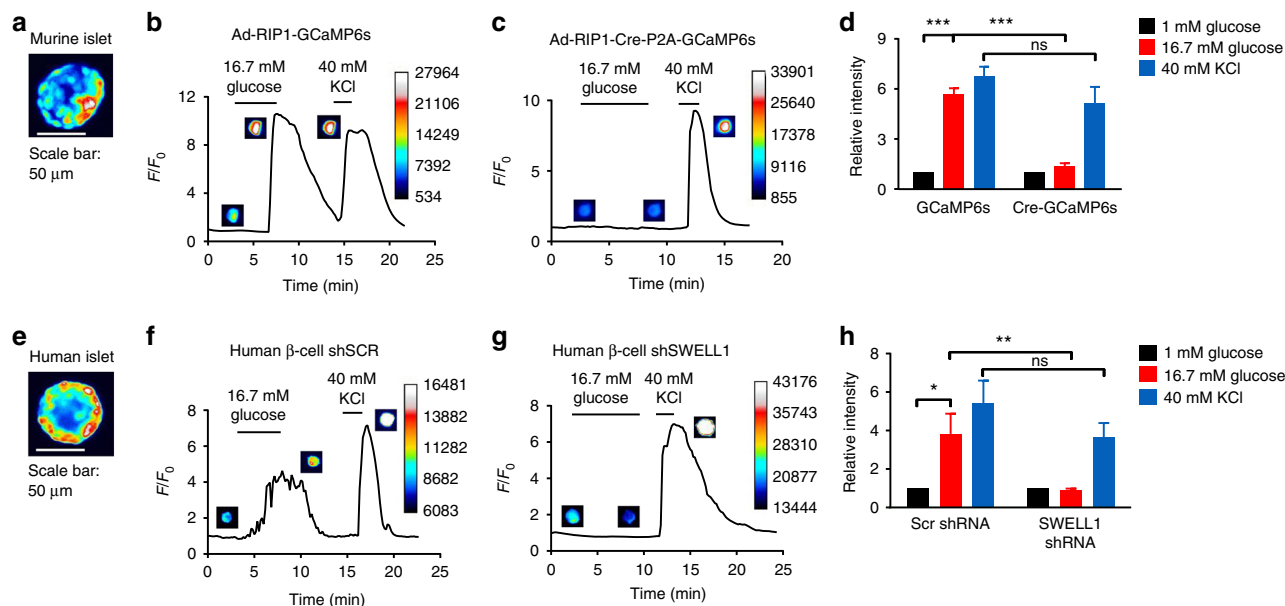 a
Murine islet
Scale bar:
50 μm
b
Ad-RIP1-GCaMP6s
16.7 mM
glucose
40 mM
KCl
27964
21106
14249
7392
534
F/F0
12
8
4
0
0 5 10 15 20 25
Time (min)
c
Ad-RIP1-Cre-P2A-GCaMP6s
16.7 mM
glucose
40 mM
KCl
33901
25640
17378
9116
855
F/F0
10
5
0
0 5 10 15 20
Time (min)
d
*** ***
ns
Relative intensity
9
6
3
0
GCaMP6s Cre-GCaMP6s
1 mM glucose
16.7 mM glucose
40 mM KCl
e
Human islet
Scale bar:
50 μm
f
Human β-cell shSCR
16.7 mM
glucose
40 mM
KCl
16481
13882
11282
8682
6083
F/F0
8
6
4
2
0
0 5 10 15 20 25
Time (min)
g
Human β-cell shSWELL1
16.7 mM
glucose
40 mM
KCl
43176
35743
28310
20877
13444
F/F0
8
6
4
2
0
0 5 10 15 20 25
Time (min)
h
**
ns
*
Relative intensity
8
6
4
2
0
Scr shRNA SWELL1
shRNA
1 mM glucose
16.7 mM glucose
40 mM KCl